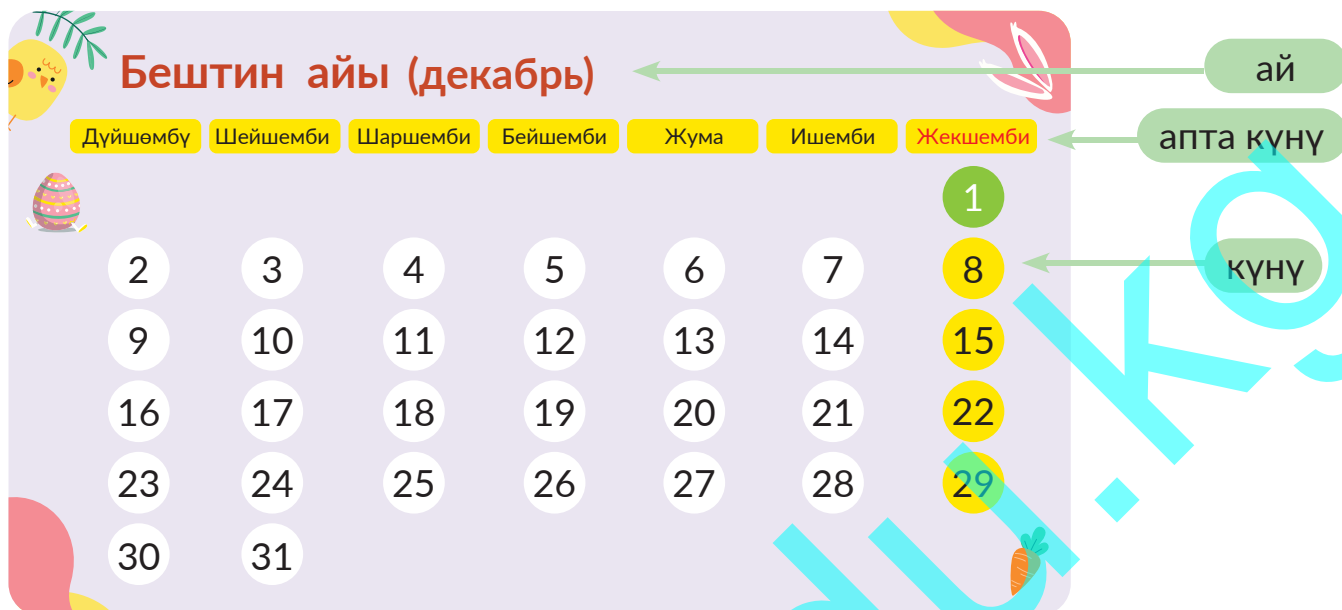 Бештин айы (декабрь)
ай
Дүйшөмбү Шейшемби Шаршемби Бейшемби Жума Ишемби Жекшемби
апта күнү
1
2 3 4 5 6 7 8
күнү
9 10 11 12 13 14 15
16 17 18 19 20 21 22
23 24 25 26 27 28 29
30 31